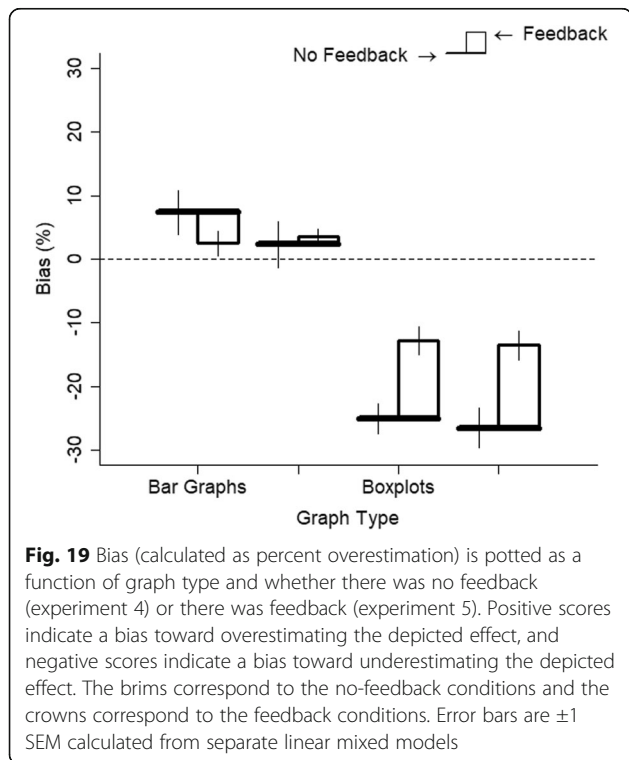 ← Feedback
No Feedback →
30
20
10
0
-10
-20
-30
Bias (%)
Bar Graphs
Boxplots
Graph Type
Fig. 19 Bias (calculated as percent overestimation) is potted as a
function of graph type and whether there was no feedback
(experiment 4) or there was feedback (experiment 5). Positive scores
indicate a bias toward overestimating the depicted effect, and
negative scores indicate a bias toward underestimating the depicted
effect. The brims correspond to the no-feedback conditions and the
crowns correspond to the feedback conditions. Error bars are ±1
SEM calculated from separate linear mixed models